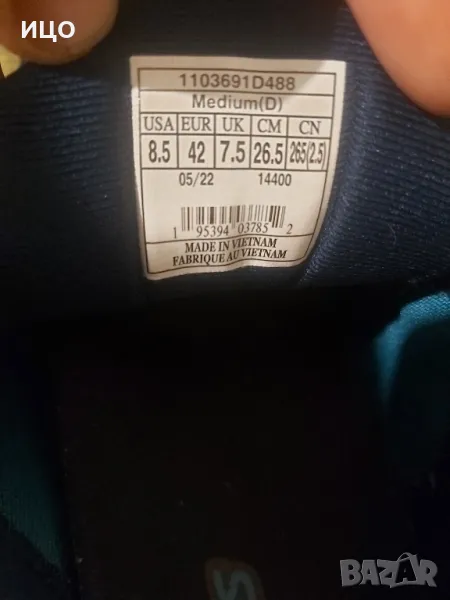 ИЦО
1103691D488
Medium(D)
USA EUR UK CM CN
8.5 42 7.5 26.5 265(2.5)
05/22 14400
1 95394 03785 2
MADE IN VIETNAM
FABRIQUE AU VIETNAM
BAZAR